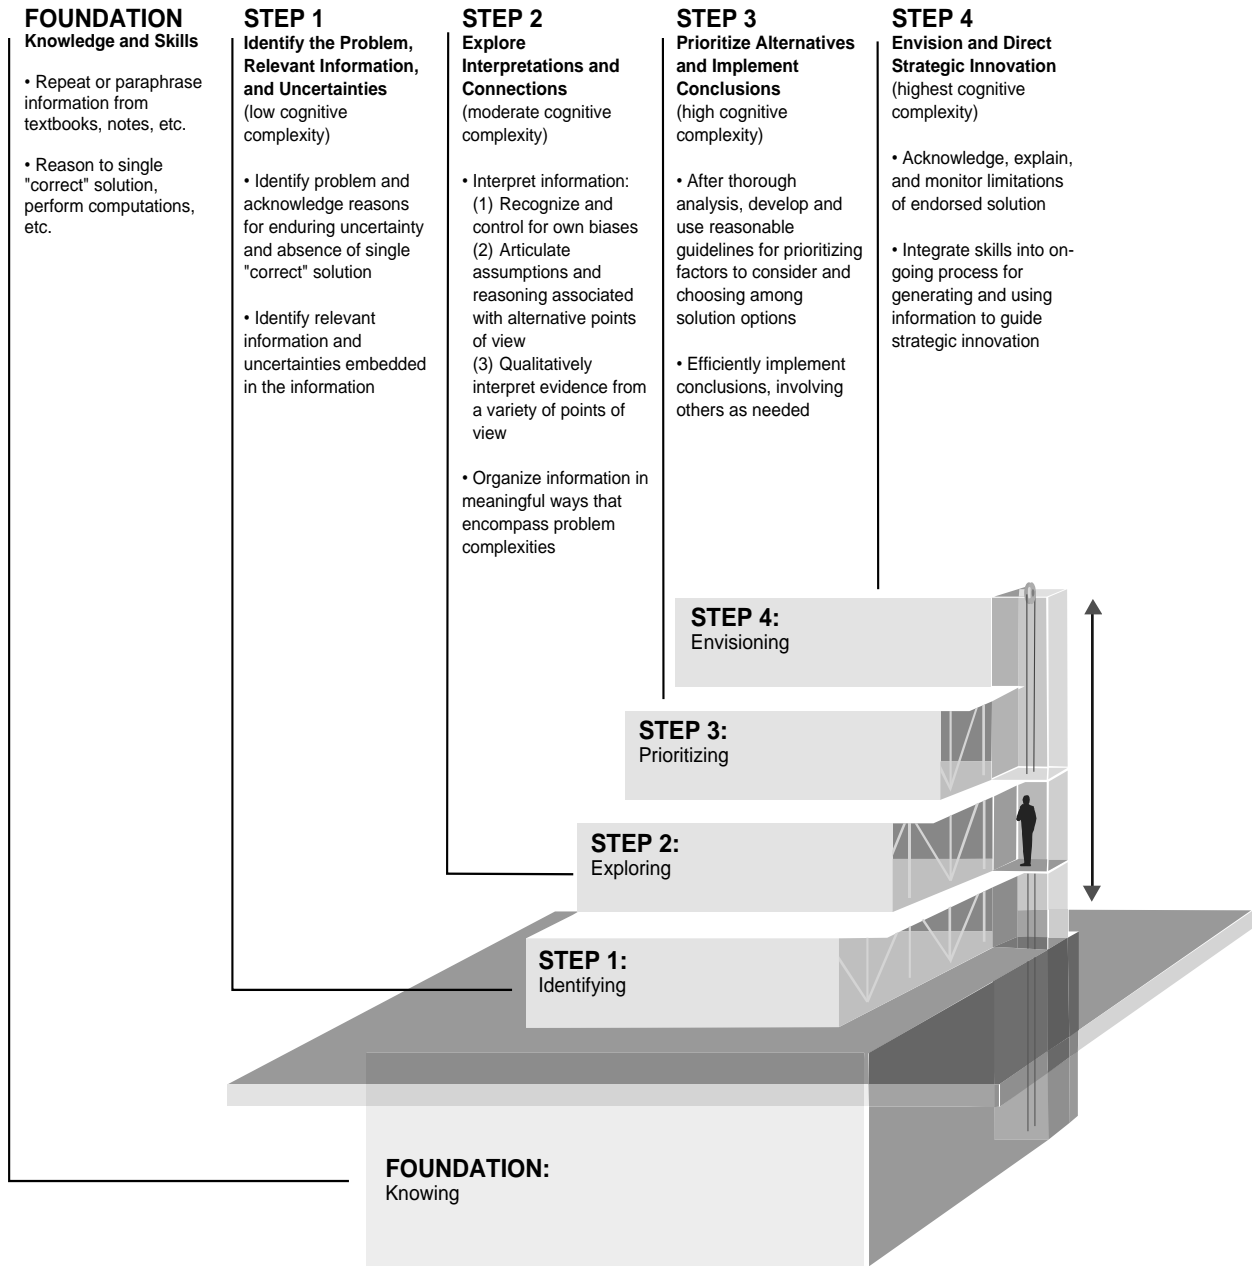 FOUNDATION
Knowledge and Skills
• Repeat or paraphrase
information from
textbooks, notes, etc.
• Reason to single
"correct" solution,
perform computations,
etc.
STEP 1
Identify the Problem,
Relevant Information,
and Uncertainties
(low cognitive
complexity)
• Identify problem and
acknowledge reasons
for enduring uncertainty
and absence of single
"correct" solution
• Identify relevant
information and
uncertainties embedded
in the information
STEP 2
Explore
Interpretations and
Connections
(moderate cognitive
complexity)
• Interpret information:
(1) Recognize and
control for own biases
(2) Articulate
assumptions and
reasoning associated
with alternative points
of view
(3) Qualitatively
interpret evidence from
a variety of points of
view
• Organize information in
meaningful ways that
encompass problem
complexities
STEP 3
Prioritize Alternatives
and Implement
Conclusions
(high cognitive
complexity)
• After thorough
analysis, develop and
use reasonable
guidelines for prioritizing
factors to consider and
choosing among
solution options
• Efficiently implement
conclusions, involving
others as needed
STEP 4
Envision and Direct
Strategic Innovation
(highest cognitive
complexity)
• Acknowledge, explain,
and monitor limitations
of endorsed solution
• Integrate skills into on-
going process for
generating and using
information to guide
strategic innovation
STEP 4:
Envisioning
STEP 3:
Prioritizing
STEP 2:
Exploring
STEP 1:
Identifying
FOUNDATION:
Knowing